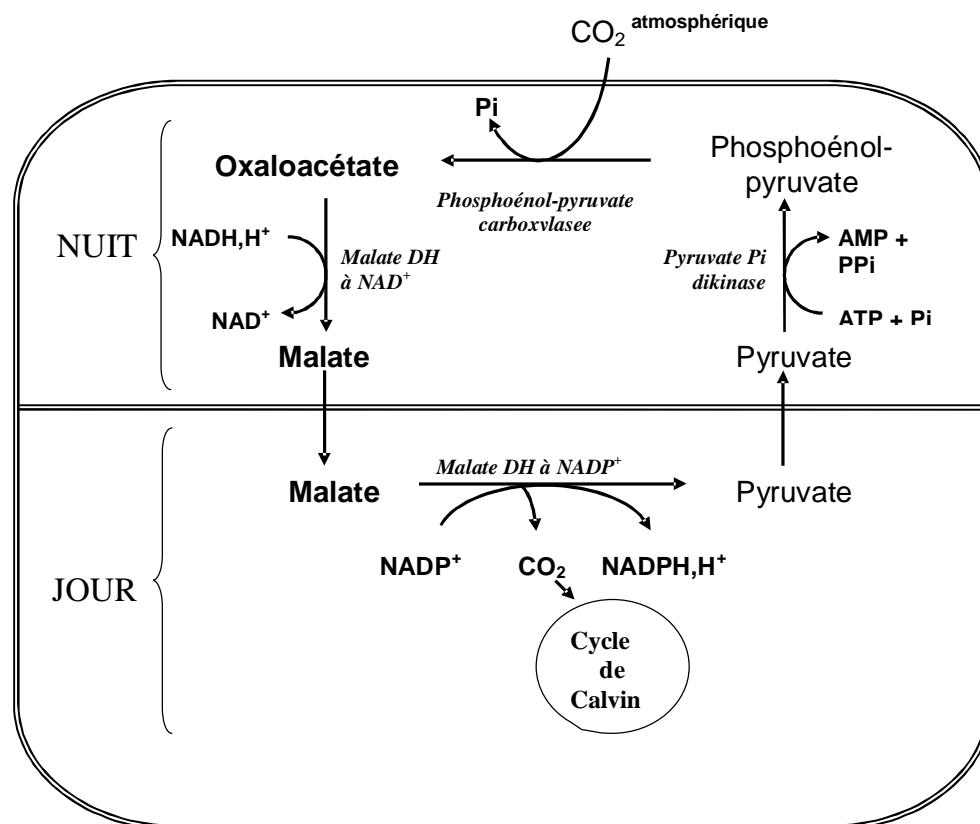 CO2 atmosphérique
Pi
Oxaloacétate
Phosphoénol-
pyruvate
Phosphoénol-pyruvate
carboxvlasee
NUIT
NADH,H+
Malate DH
à NAD+
NAD+
Pyruvate Pi
dikinase
AMP +
PPi
ATP + Pi
Malate
Pyruvate
Malate
Malate DH à NADP+
Pyruvate
NADP+
CO2
NADPH,H+
JOUR
Cycle
de
Calvin